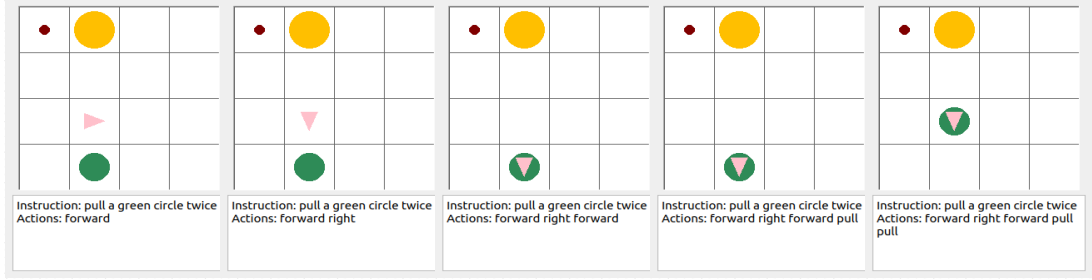 Instruction: pull a green circle twice
Actions: forward
Instruction: pull a green circle twice
Actions: forward right
Instruction: pull a green circle twice
Actions: forward right forward
Instruction: pull a green circle twice
Actions: forward right forward pull
Instruction: pull a green circle twice
Actions: forward right forward pull
pull